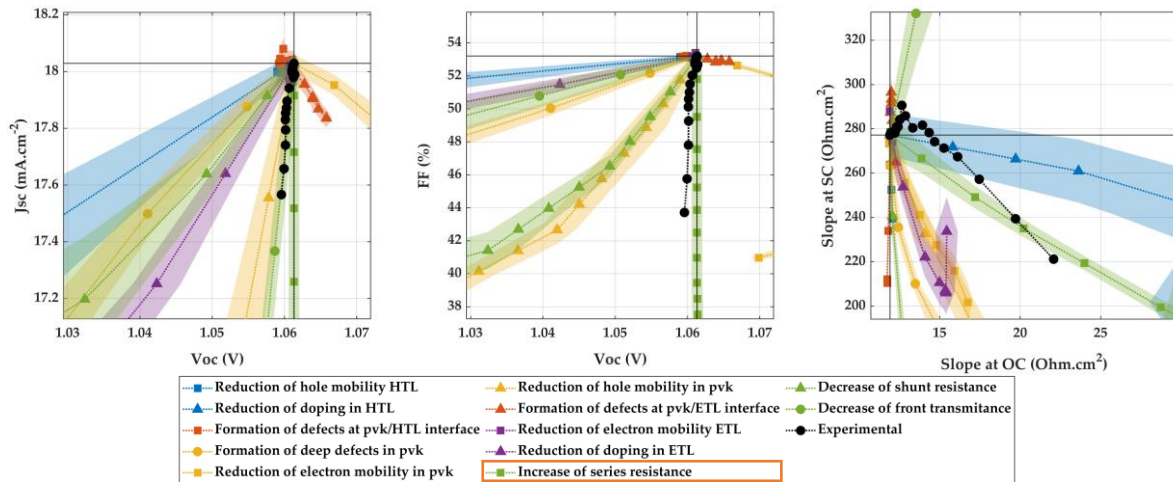 18.2
18
17.8
17.6
17.4
17.2
1.03
1.04
1.05
1.06
1.07
Jsc (mA.cm-2)
Voc (V)
54
52
50
48
46
44
42
40
38
1.03
1.04
1.05
1.06
1.07
FF (%)
Voc (V)
320
300
280
260
240
220
200
15
20
25
Slope at SC (Ohm.cm2)
Slope at OC (Ohm.cm2)
Reduction of hole mobility HTL
Reduction of doping in HTL
Formation of defects at pvk/HTL interface
Formation of deep defects in pvk
Reduction of electron mobility in pvk
Reduction of hole mobility in pvk
Formation of defects at pvk/ETL interface
Reduction of electron mobility ETL
Reduction of doping in ETL
Increase of series resistance
Decrease of shunt resistance
Decrease of front transmitance
Experimental